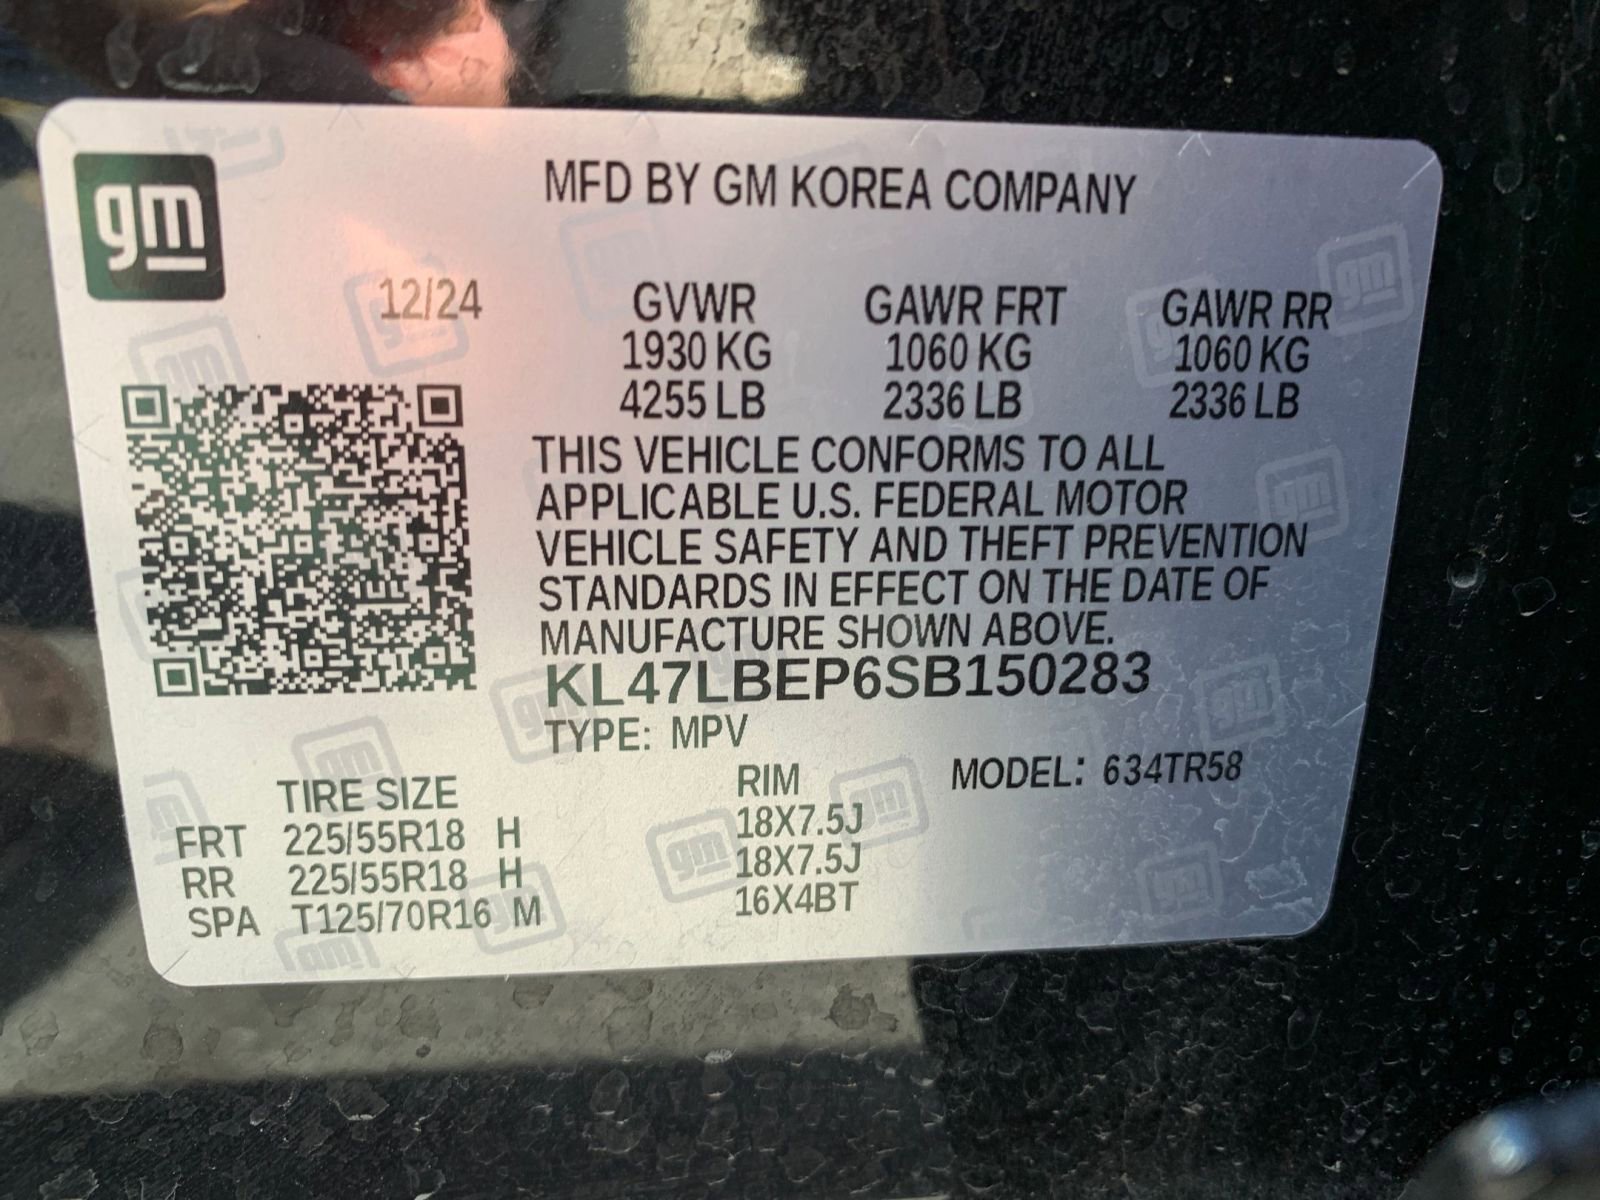 gm
MFD BY GM KOREA COMPANY
12/24 GVWR GAWR FRT GAWR RR
1930 KG 1060 KG 1060 KG
4255 LB 2336 LB 2336 LB
THIS VEHICLE CONFORMS TO ALL
APPLICABLE U.S. FEDERAL MOTOR
VEHICLE SAFETY AND THEFT PREVENTION
STANDARDS IN EFFECT ON THE DATE OF
MANUFACTURE SHOWN ABOVE.
KL47LBEP6SB150283
TYPE: MPV
TIRE SIZE RIM MODEL: 634TR58
FRT 225/55R18 H 18X7.5J
RR 225/55R18 H 18X7.5J
SPA T125/70R16 M 16X4BT